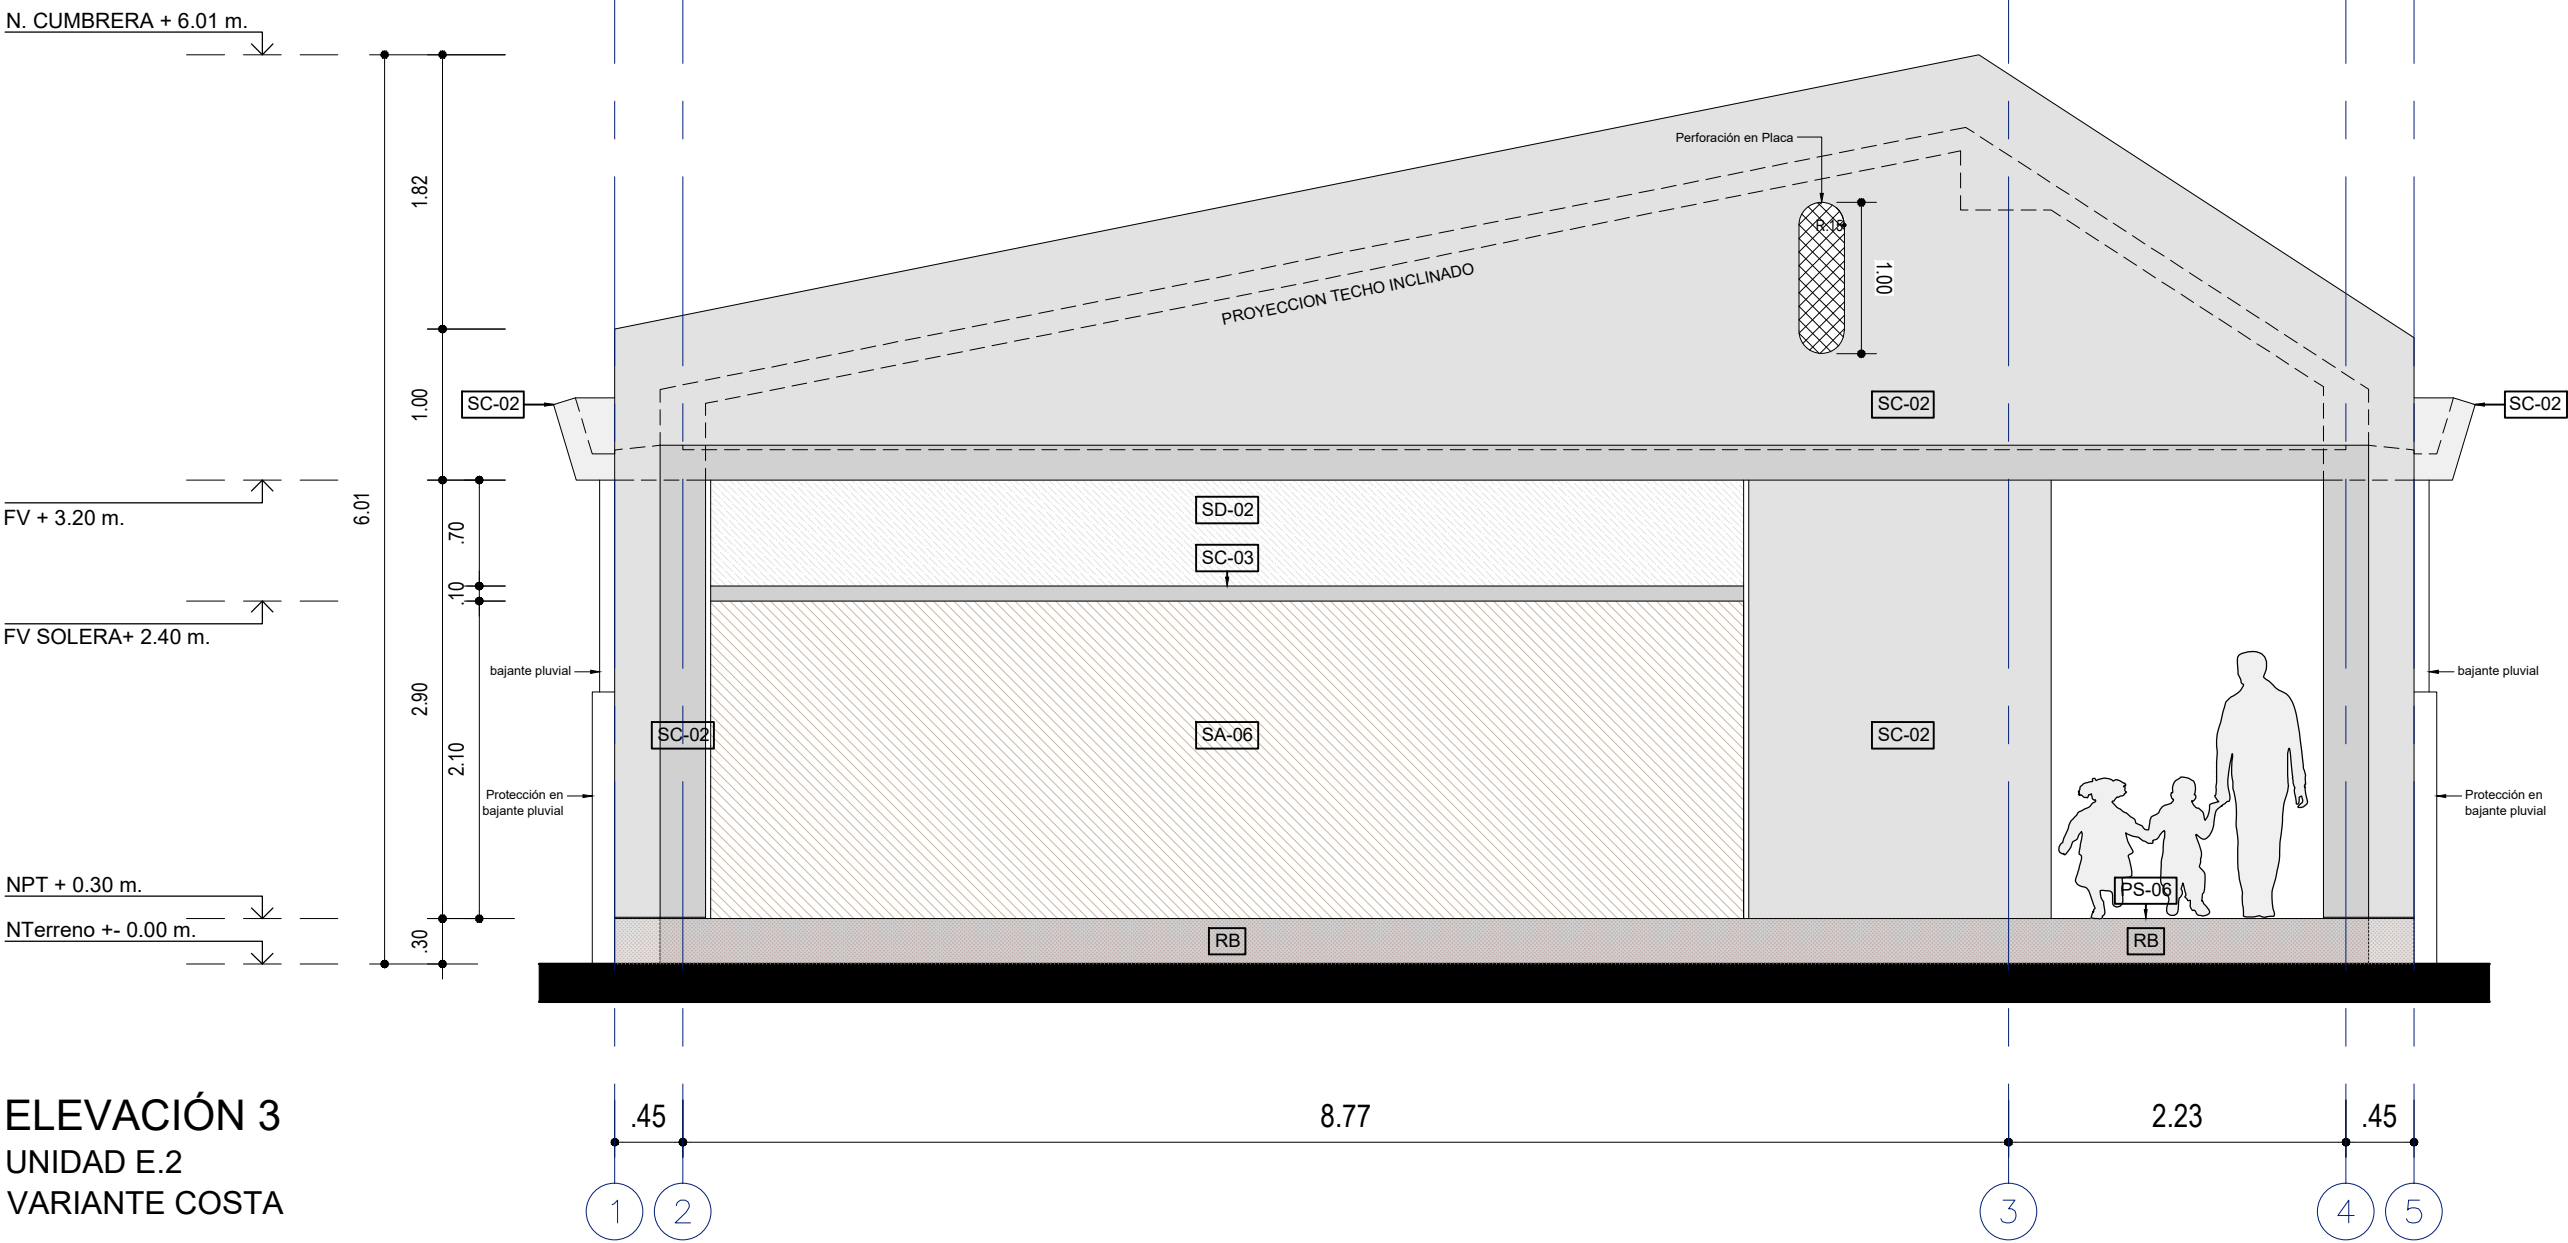 N. CUMBRERA + 6.01 m.
1.82
Perforación en Placa
R.15
1.00
PROYECCION TECHO INCLINADO
1.00
SC-02
SC-02
SC-02
FV + 3.20 m.
6.01
.70
SD-02
SC-03
.10
FV SOLERA+ 2.40 m.
bajante pluvial
bajante pluvial
2.90
2.10
SC-02
SA-06
SC-02
Protección en
bajante pluvial
Protección en
bajante pluvial
NPT + 0.30 m.
PS-06
NTerreno +- 0.00 m.
.30
RB
RB
ELEVACIÓN 3
UNIDAD E.2
VARIANTE COSTA
.45
8.77
2.23
.45
1
2
3
4
5